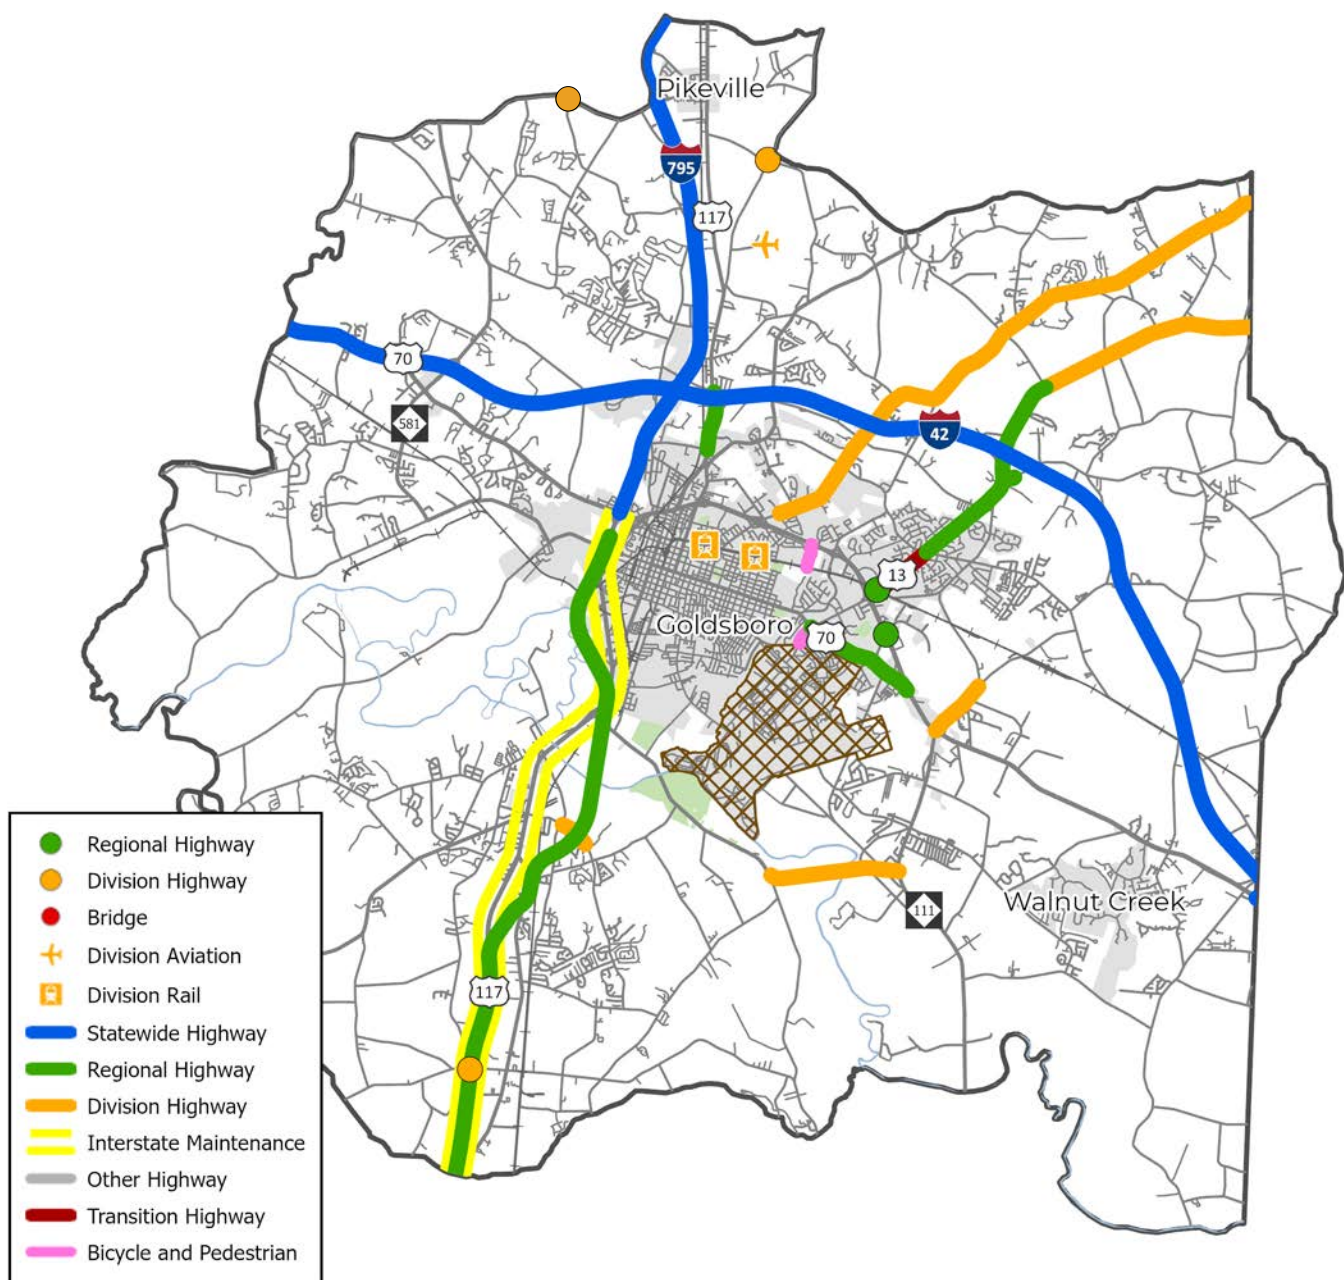 Pikeville
795
117
70
581
42
13
Goldsboro
70
Walnut Creek
111
117
Regional Highway
Division Highway
Bridge
Division Aviation
Division Rail
Statewide Highway
Regional Highway
Division Highway
Interstate Maintenance
Other Highway
Transition Highway
Bicycle and Pedestrian